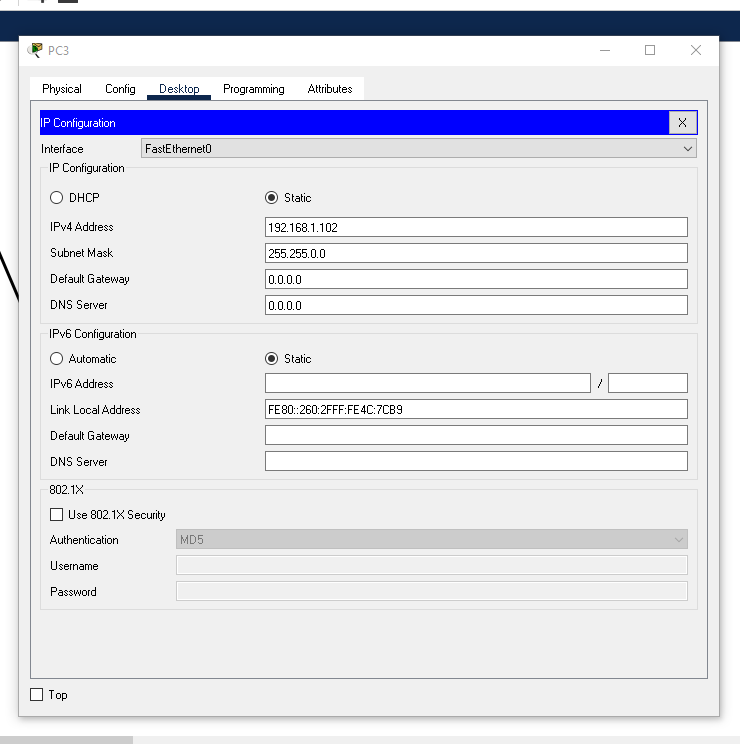 PC3
Physical Config Desktop Programming Attributes
IP Configuration X
Interface FastEthernet0
IP Configuration
DHCP Static
IPv4 Address 192.168.1.102
Subnet Mask 255.255.0.0
Default Gateway 0.0.0.0
DNS Server 0.0.0.0
IPv6 Configuration
Automatic Static
IPv6 Address /
Link Local Address FE80::260:2FFF:FE4C:7CB9
Default Gateway
DNS Server
802.1X
Use 802.1X Security
Authentication MD5
Username
Password
Top